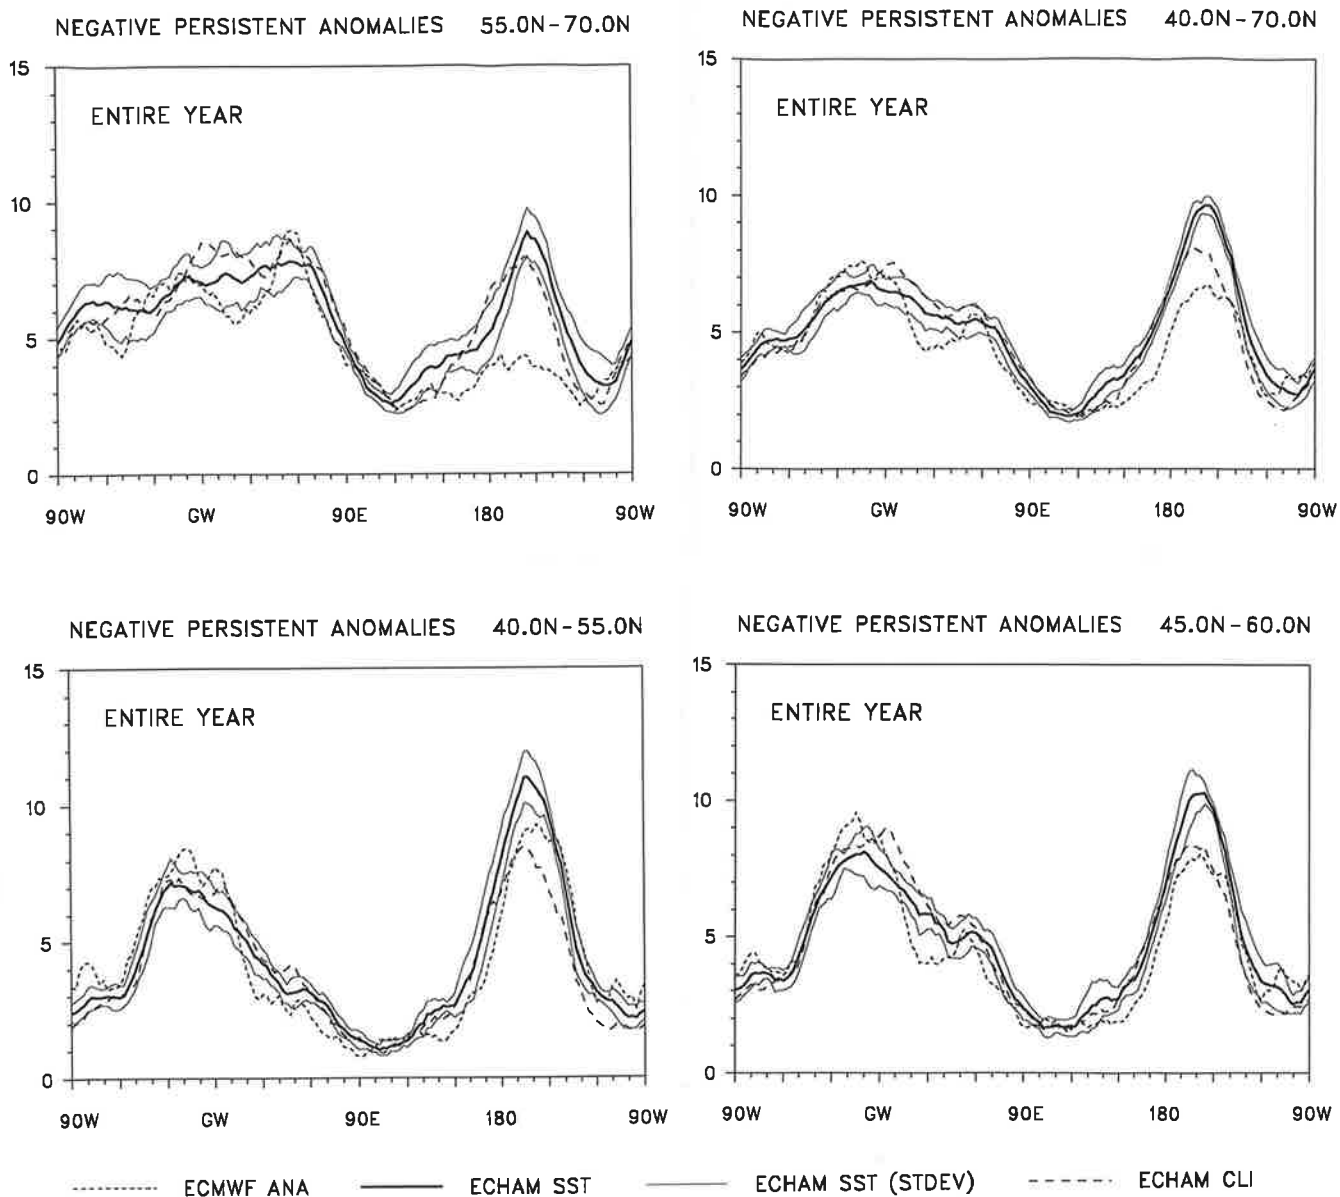 NEGATIVE PERSISTENT ANOMALIES 55.0N-70.0N
15
10
5
0
ENTIRE YEAR
90W GW 90E 180 90W
NEGATIVE PERSISTENT ANOMALIES 40.0N-70.0N
15
10
5
0
ENTIRE YEAR
90W GW 90E 180 90W
NEGATIVE PERSISTENT ANOMALIES 40.0N-55.0N
15
10
5
0
ENTIRE YEAR
90W GW 90E 180 90W
NEGATIVE PERSISTENT ANOMALIES 45.0N-60.0N
15
10
5
0
ENTIRE YEAR
90W GW 90E 180 90W
ECMWF ANA ECHAM SST ECHAM SST (STDEV) ECHAM CLI